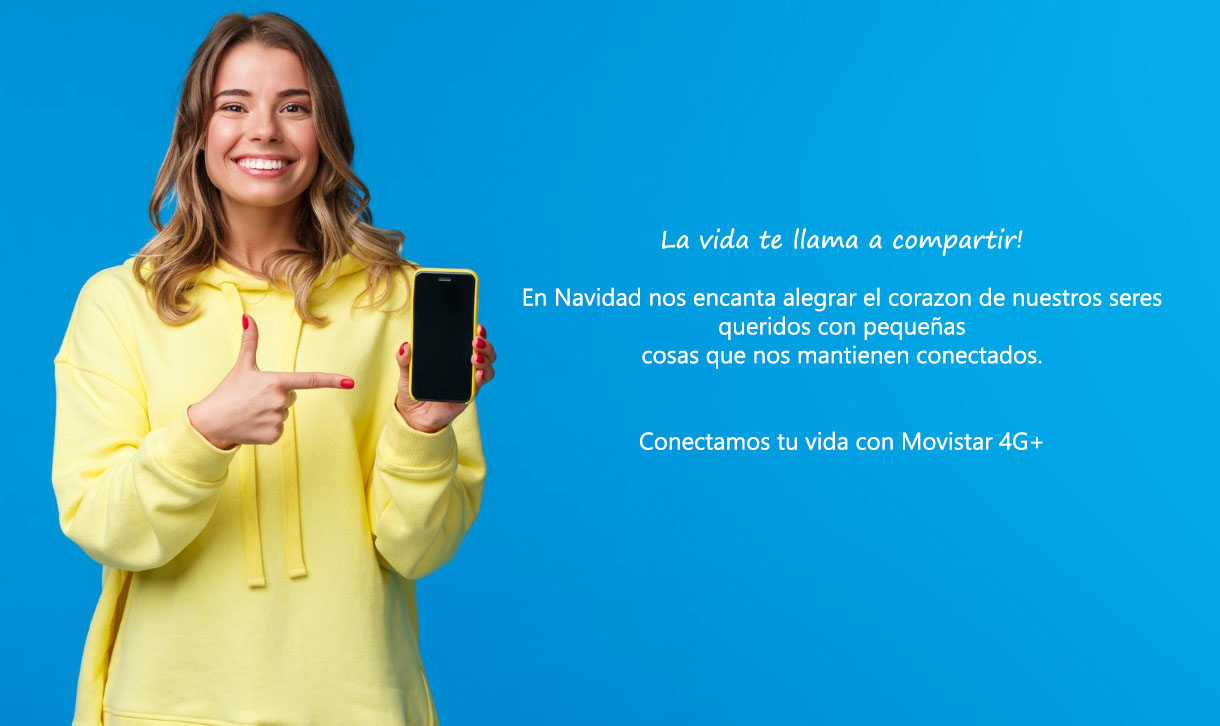 La vida te llama a compartir!
En Navidad nos encanta alegrar el corazon de nuestros seres
queridos con pequeñas
cosas que nos mantienen conectados.
Conectamos tu vida con Movistar 4G+